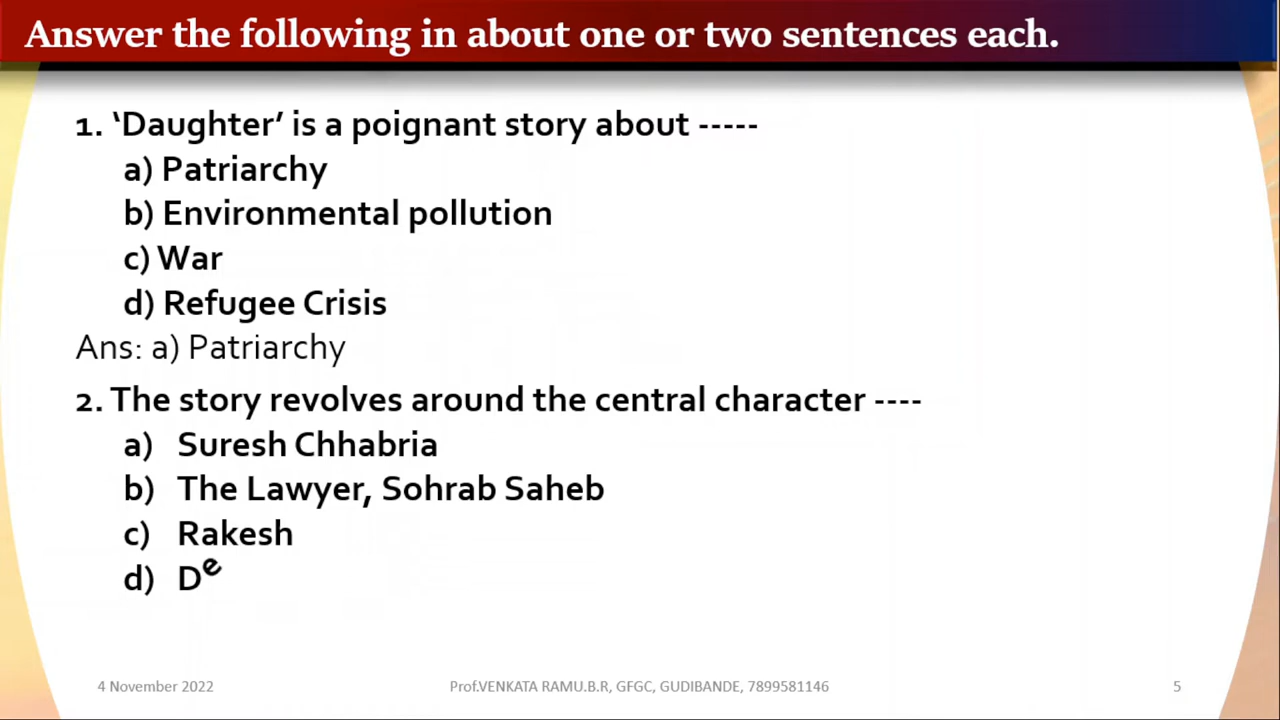 Answer the following in about one or two sentences each.
1. ‘Daughter’ is a poignant story about -----
a) Patriarchy
b) Environmental pollution
c) War
d) Refugee Crisis
Ans: a) Patriarchy
2. The story revolves around the central character ----
a) Suresh Chhabria
b) The Lawyer, Sohrab Saheb
c) Rakesh
d) De
4 November 2022
Prof.VENKATA RAMU.B.R, GFGC, GUDIBANDE, 7899581146
5